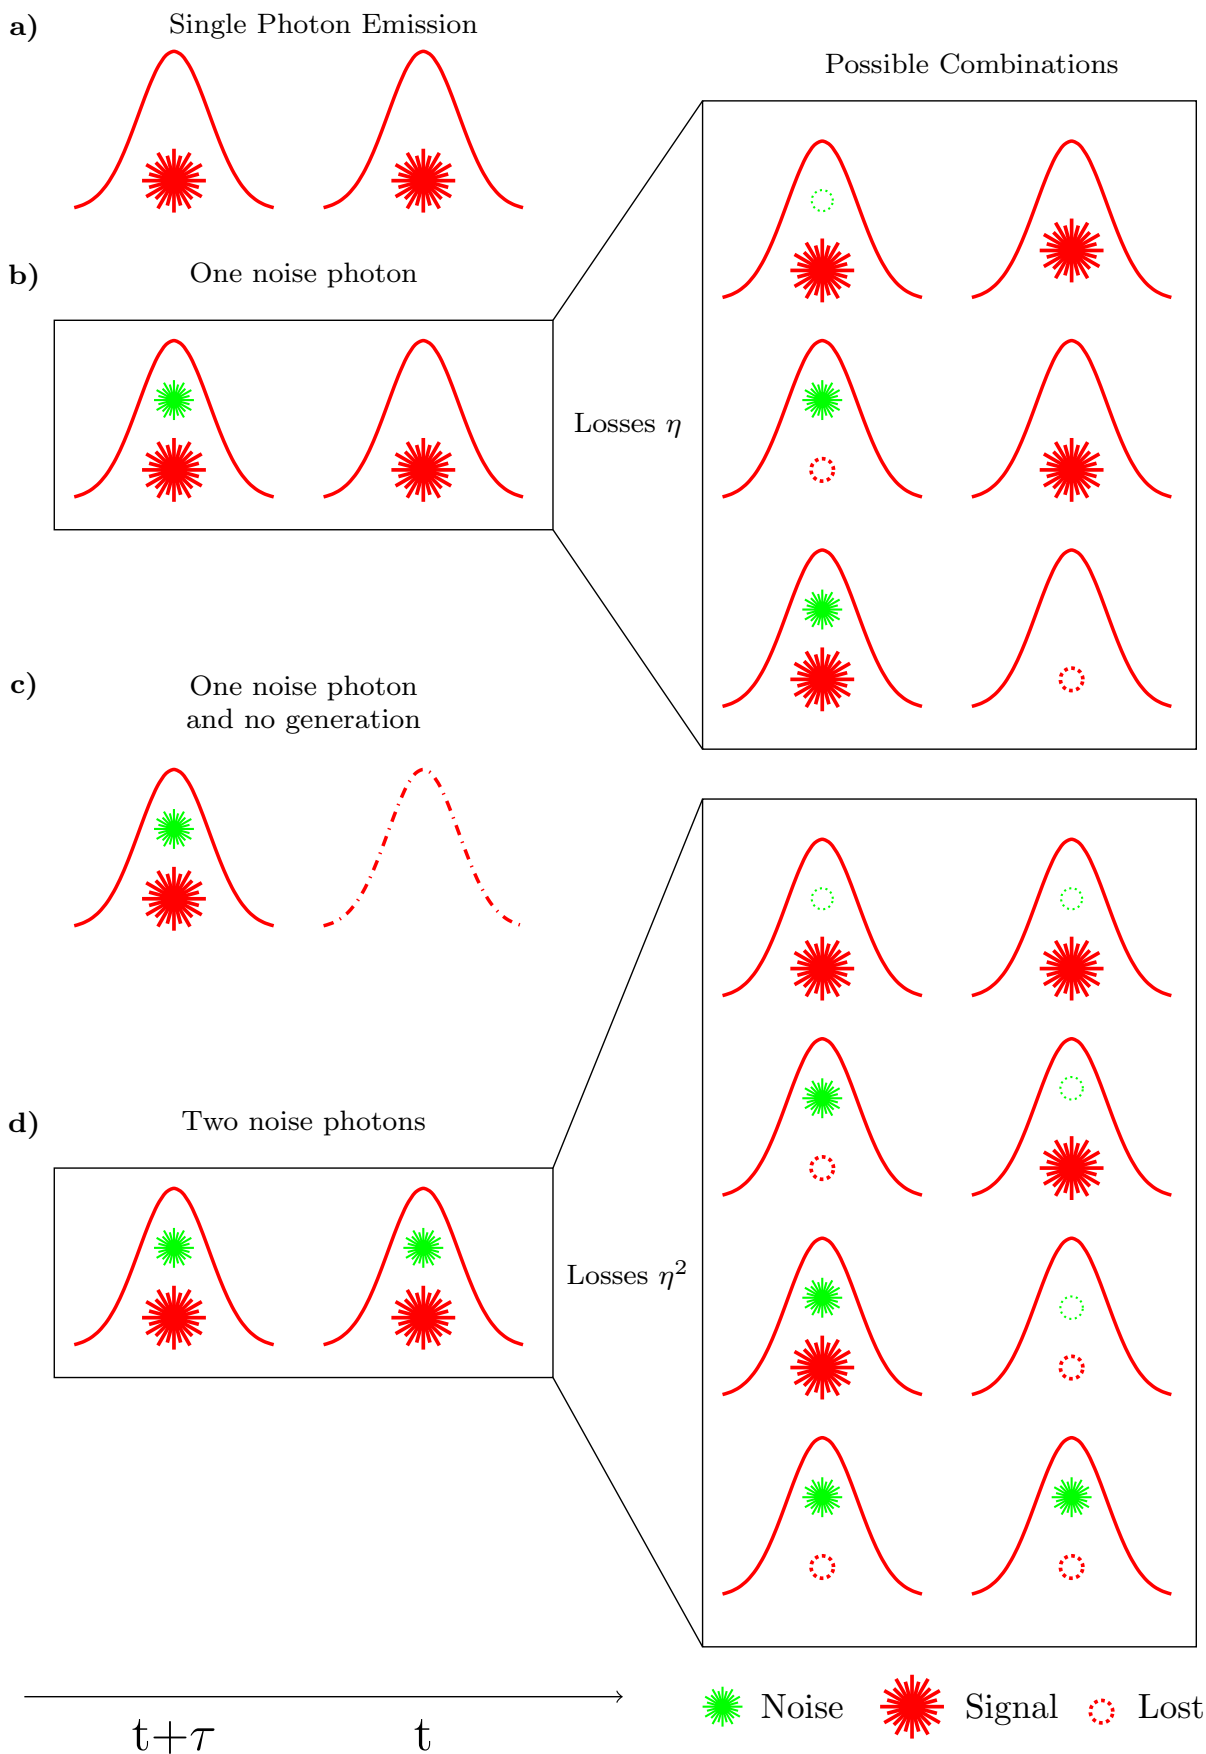 a)
Single Photon Emission
Possible Combinations
b)
One noise photon
Losses η
c)
One noise photon
and no generation
d)
Two noise photons
Losses η²
t+τ
t
Noise
Signal
Lost